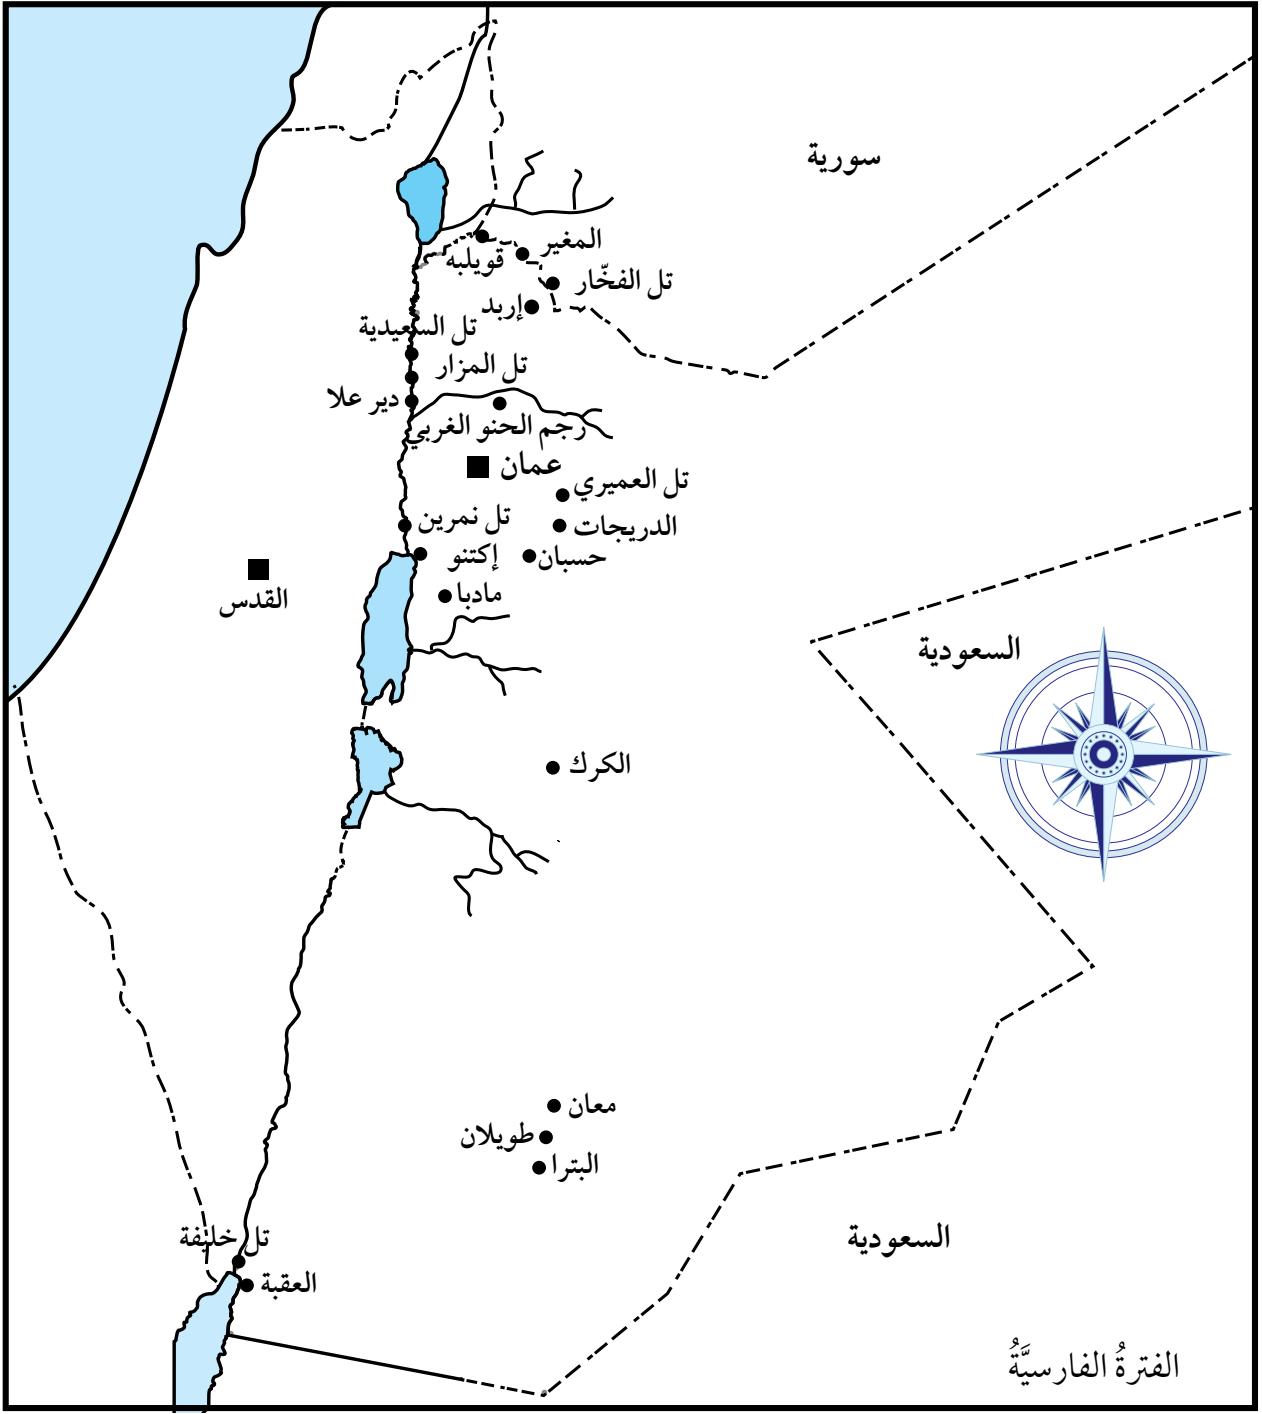 سورية
المغير
قويلبه
تل الفخّار
إربد
تل السعيدية
تل المزار
دير علا
رجم الحنو الغربي
عمان
تل العميري
تل نمرين
الدريجات
إكتنو
حسبان
القدس
مادبا
السعودية
الكرك
معان
طويلان
البترا
تل خليفة
السعودية
العقبة
الفترةُ الفارسيَّةُ